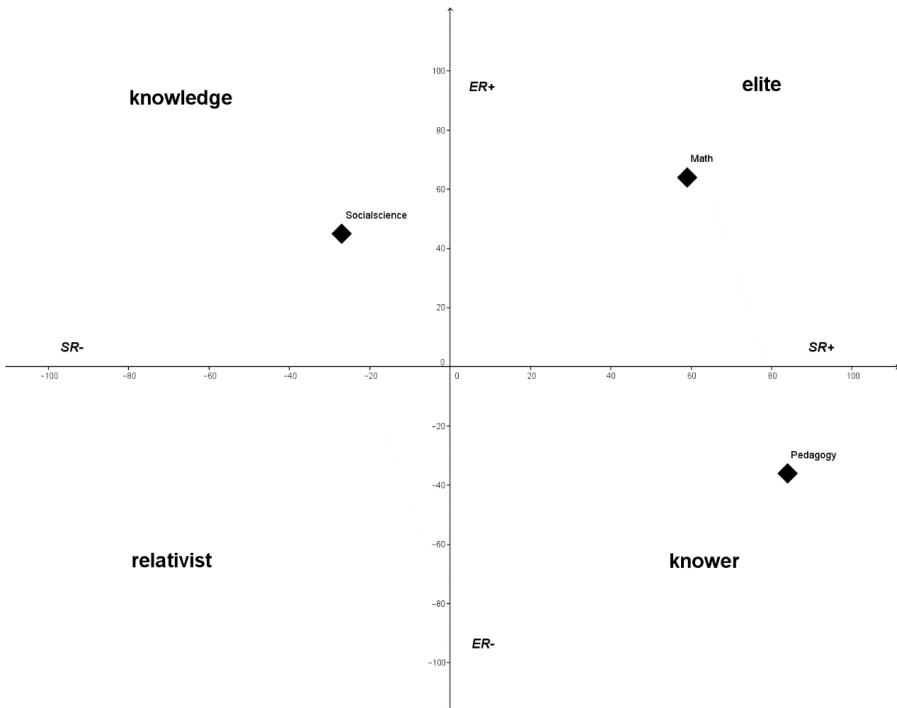 elite
knowledge
100
ER+
80
Math
60
Socialscience
40
20
SR-
SR+
0
−100
−80
−60
−40
−20
0
20
40
60
80
100
−20
Pedagogy
−40
relativist
knower
−60
−80
ER-
−100